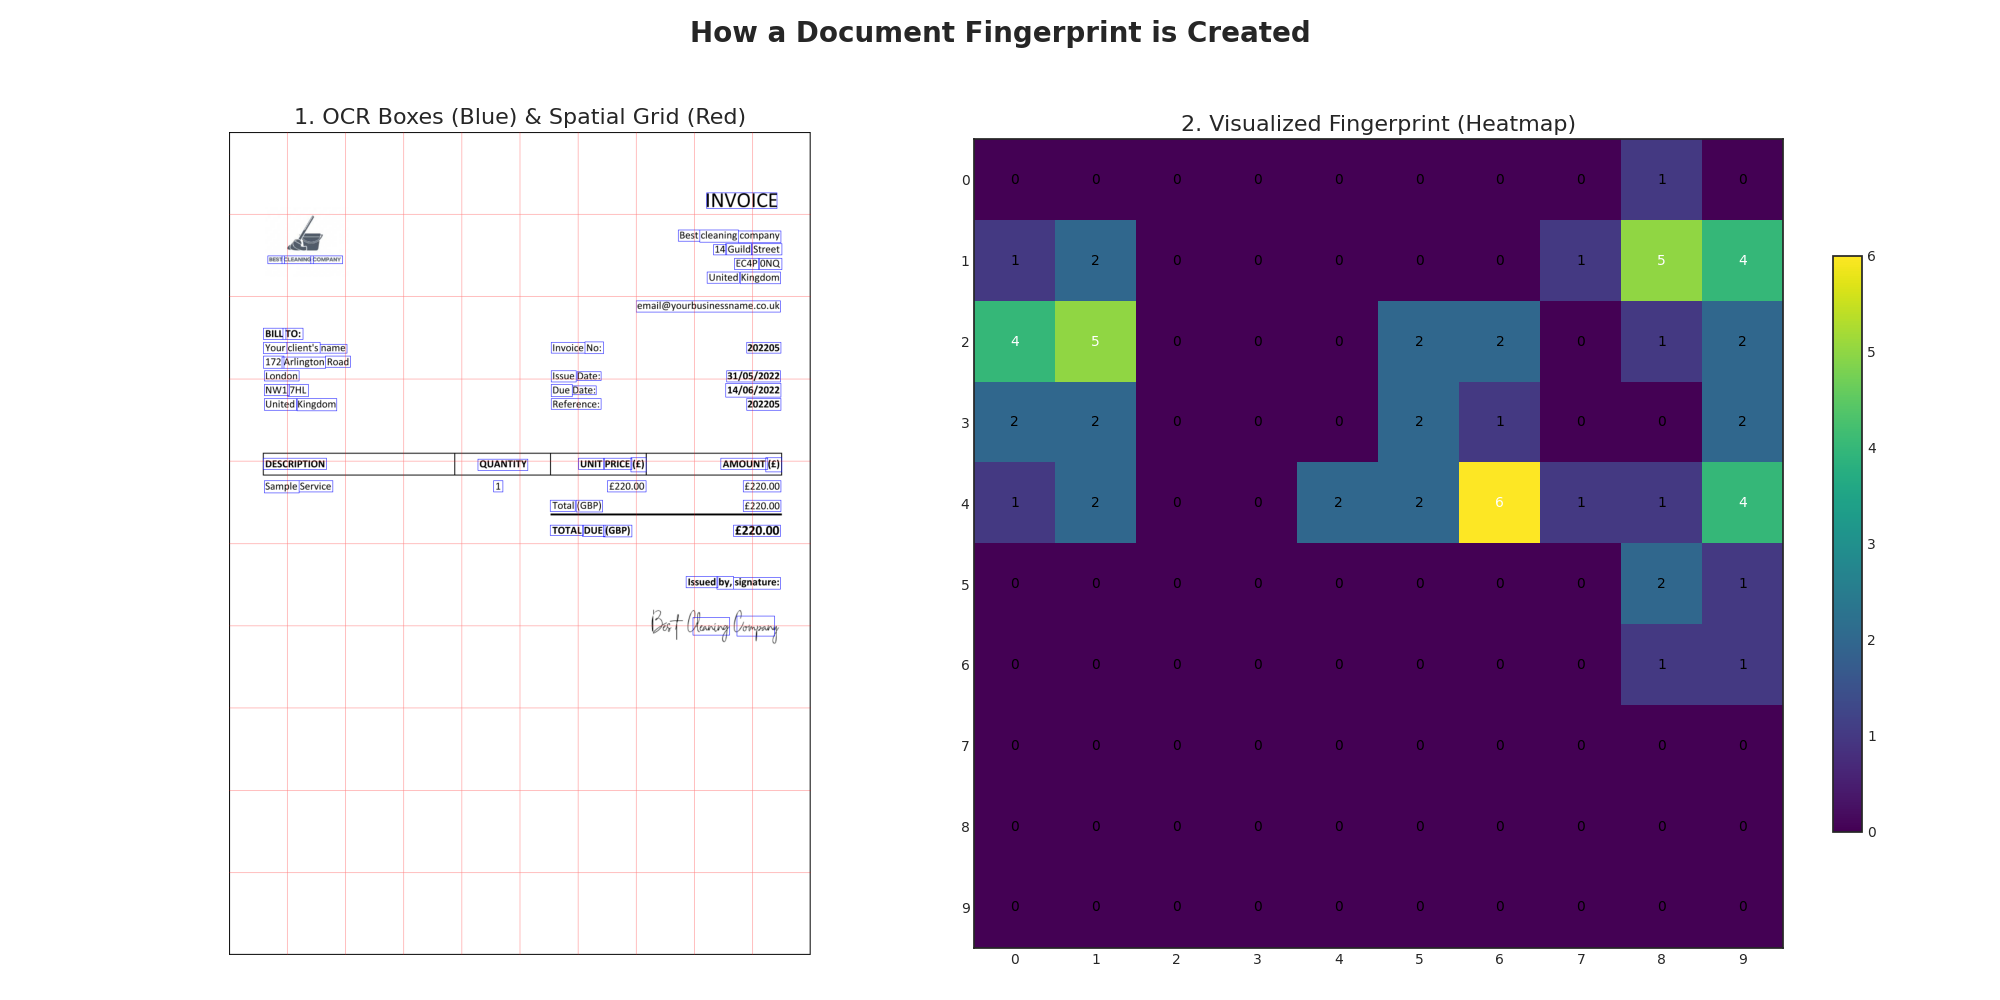 How a Document Fingerprint is Created
1. OCR Boxes (Blue) & Spatial Grid (Red)
INVOICE
BEST CLEANING COMPANY
Best cleaning company
14 Guild Street
EC4P 0NQ
United Kingdom
email@yourbusinessname.co.uk
BILL TO:
Your client's name
Invoice No: 202205
172 Arlington Road
London
Issue Date: 31/05/2022
NW1 7HL
Due Date: 14/06/2022
United Kingdom
Reference: 202205
DESCRIPTION QUANTITY UNIT PRICE (£) AMOUNT (£)
Sample Service 1 £220.00 £220.00
Total (GBP) £220.00
TOTAL DUE (GBP) £220.00
Issued by, signature:
Best Cleaning Company
2. Visualized Fingerprint (Heatmap)
0 0 0 0 0 0 0 0 0 1 0
1 1 2 0 0 0 0 0 1 5 4
2 4 5 0 0 0 2 2 0 1 2
3 2 2 0 0 0 2 1 0 0 2
4 1 2 0 0 2 2 6 1 1 4
5 0 0 0 0 0 0 0 0 2 1
6 0 0 0 0 0 0 0 0 1 1
7 0 0 0 0 0 0 0 0 0 0
8 0 0 0 0 0 0 0 0 0 0
9 0 0 0 0 0 0 0 0 0 0
0 1 2 3 4 5 6 7 8 9
6
5
4
3
2
1
0